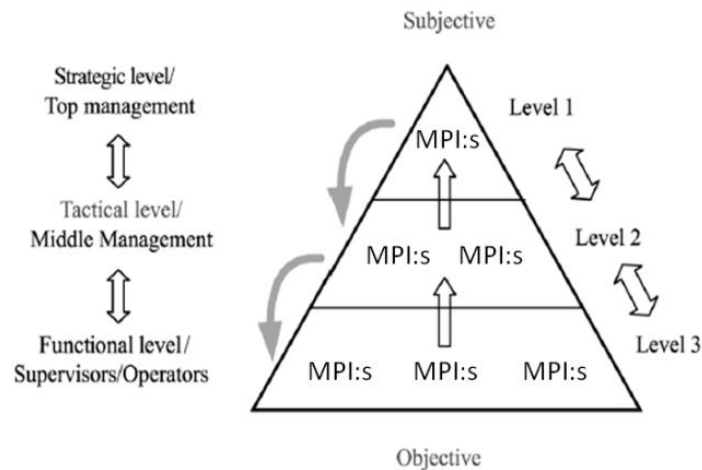 Subjective
Strategic level/
Top management
Level 1
MPI:s
Tactical level/
Middle Management
Level 2
MPI:s MPI:s
Functional level/
Supervisors/Operators
Level 3
MPI:s MPI:s MPI:s
Objective